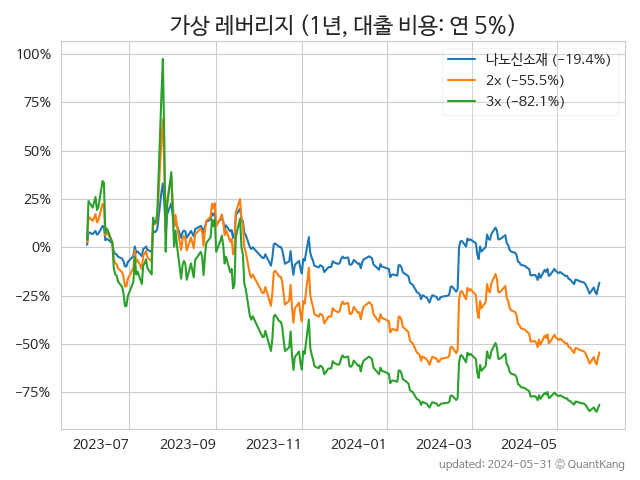 가상 레버리지 (1년, 대출 비용: 연 5%)
나노신소재 (−19.4%)
2x (−55.5%)
3x (−82.1%)
100%
75%
50%
25%
0%
−25%
−50%
−75%
2023-07
2023-09
2023-11
2024-01
2024-03
2024-05
updated: 2024-05-31 © QuantKang